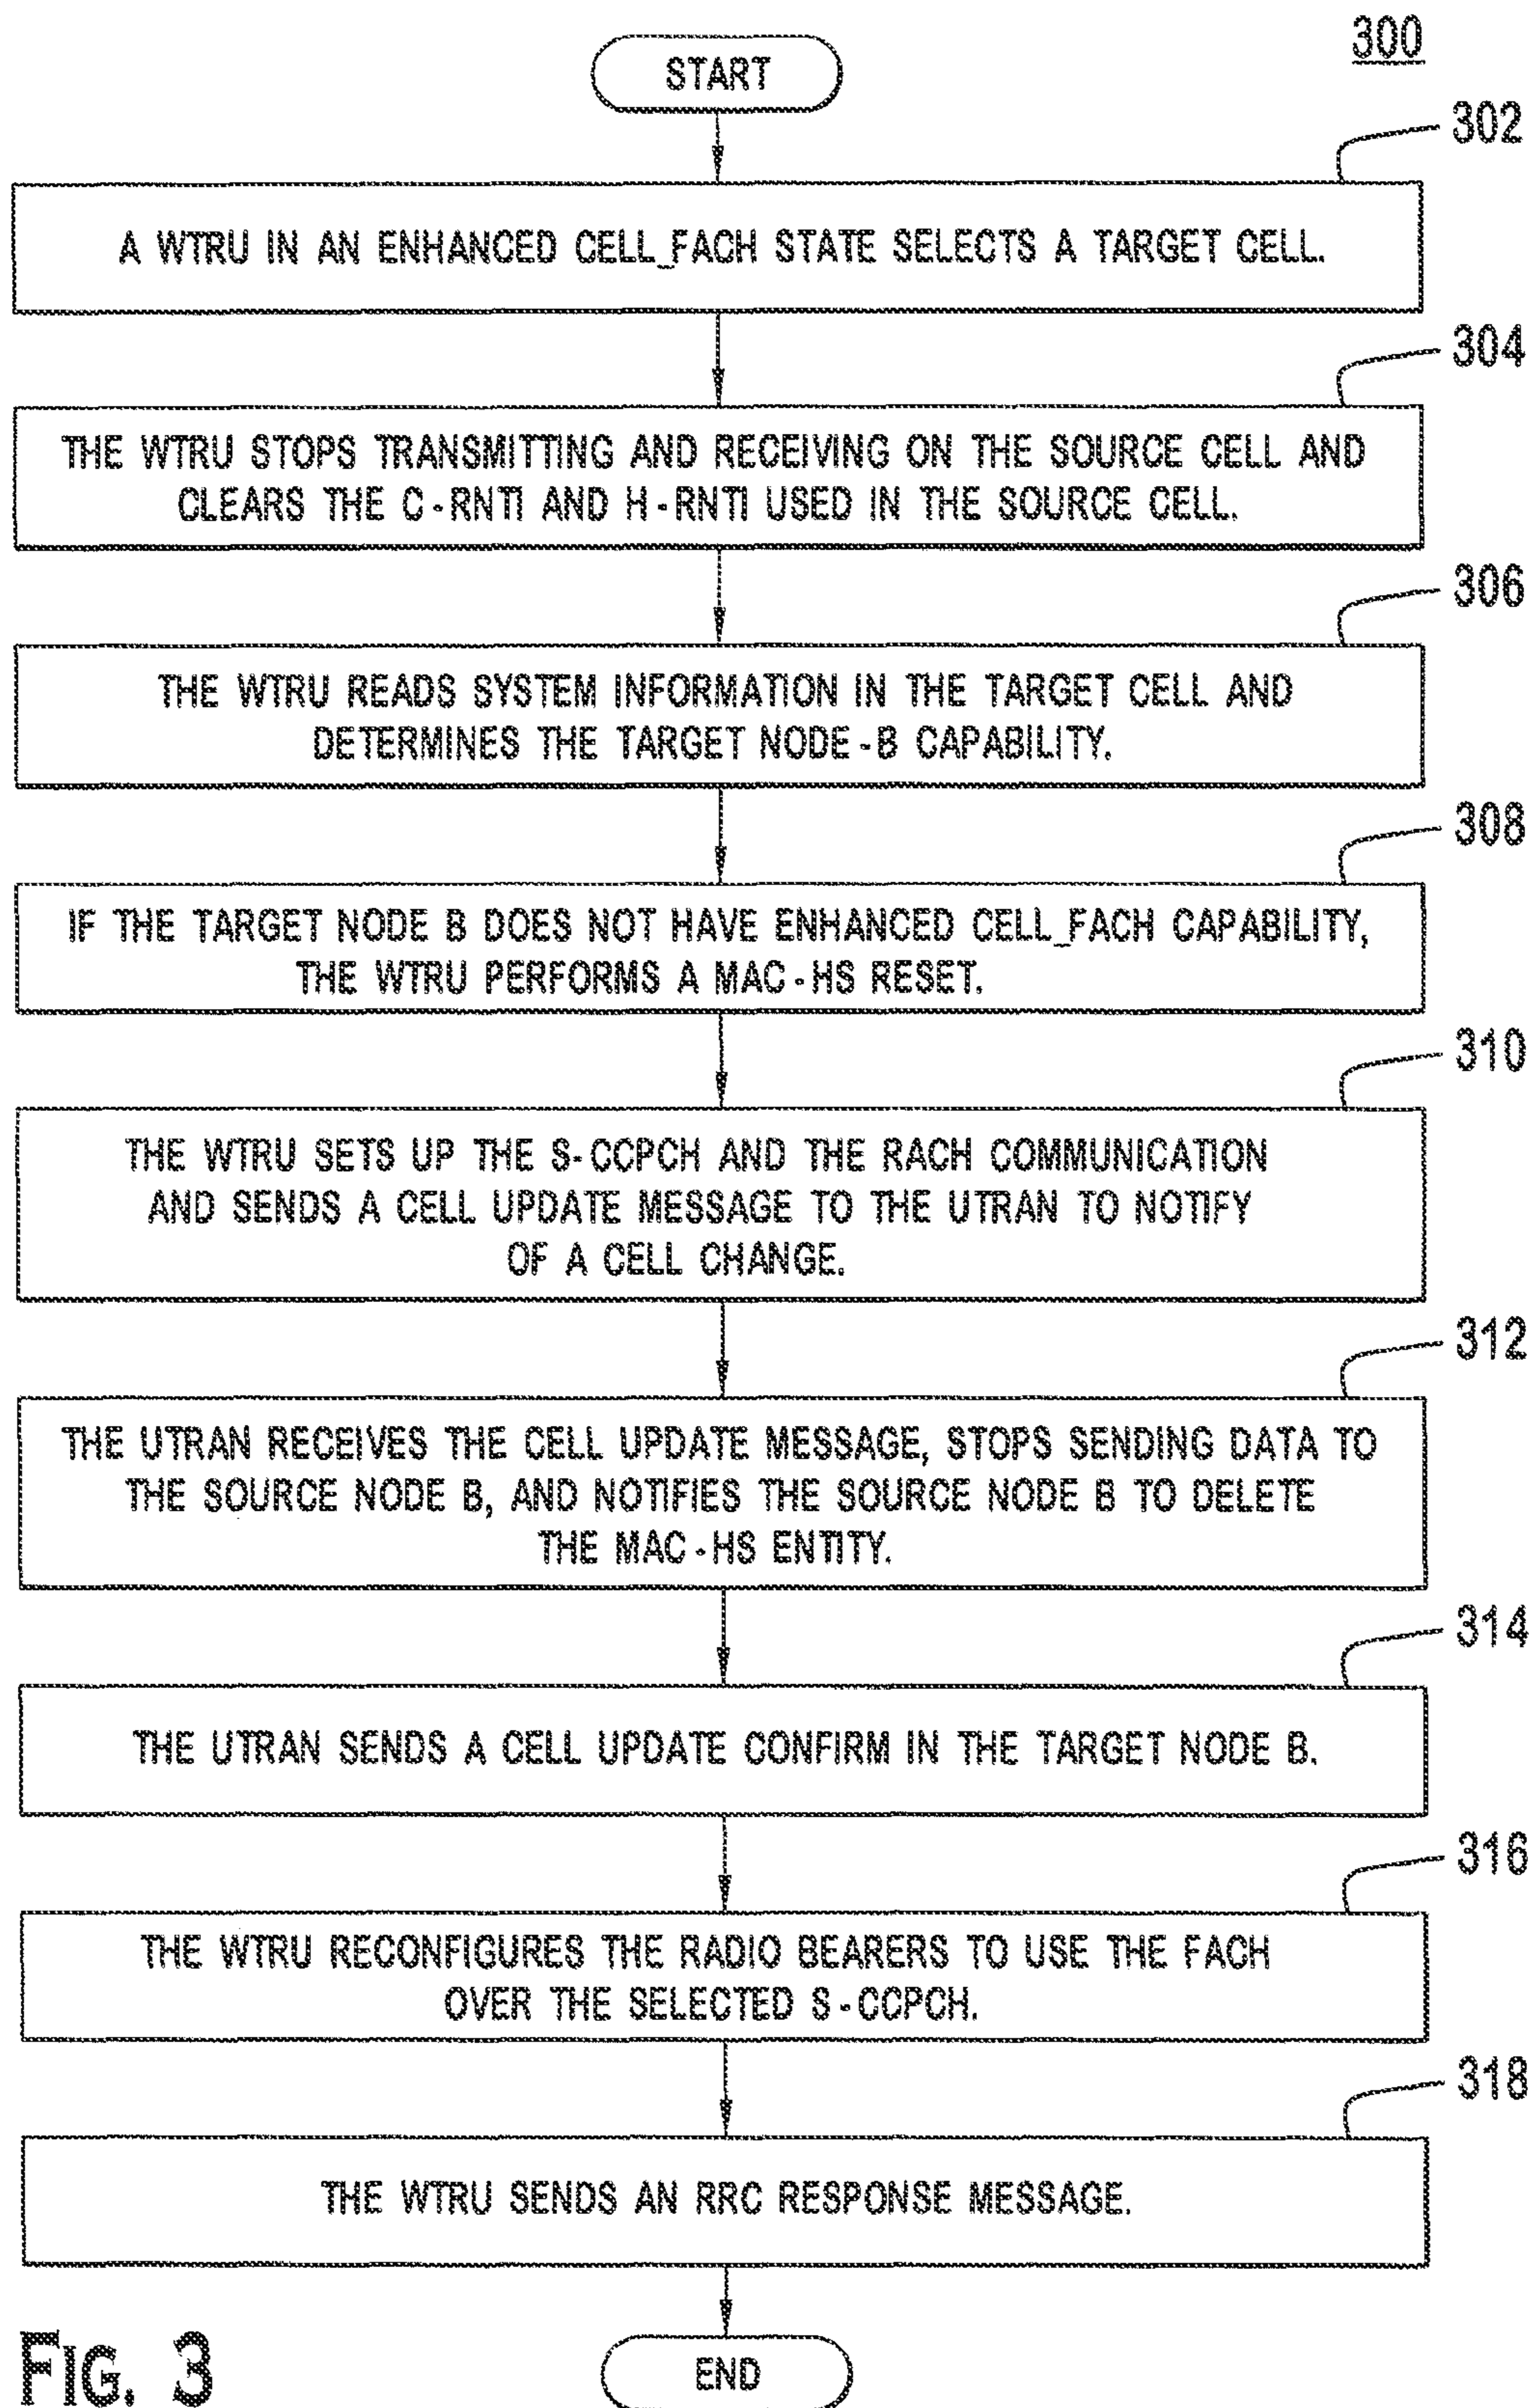 300
START
302
A WTRU IN AN ENHANCED CELL_FACH STATE SELECTS A TARGET CELL.
304
THE WTRU STOPS TRANSMITTING AND RECEIVING ON THE SOURCE CELL AND
CLEARS THE C-RNTI AND H-RNTI USED IN THE SOURCE CELL.
306
THE WTRU READS SYSTEM INFORMATION IN THE TARGET CELL AND
DETERMINES THE TARGET NODE-B CAPABILITY.
308
IF THE TARGET NODE B DOES NOT HAVE ENHANCED CELL_FACH CAPABILITY,
THE WTRU PERFORMS A MAC-HS RESET.
310
THE WTRU SETS UP THE S-CCPCH AND THE RACH COMMUNICATION
AND SENDS A CELL UPDATE MESSAGE TO THE UTRAN TO NOTIFY
OF A CELL CHANGE.
312
THE UTRAN RECEIVES THE CELL UPDATE MESSAGE, STOPS SENDING DATA TO
THE SOURCE NODE B, AND NOTIFIES THE SOURCE NODE B TO DELETE
THE MAC-HS ENTITY.
314
THE UTRAN SENDS A CELL UPDATE CONFIRM IN THE TARGET NODE B.
316
THE WTRU RECONFIGURES THE RADIO BEARERS TO USE THE FACH
OVER THE SELECTED S-CCPCH.
318
THE WTRU SENDS AN RRC RESPONSE MESSAGE.
END
FIG. 3